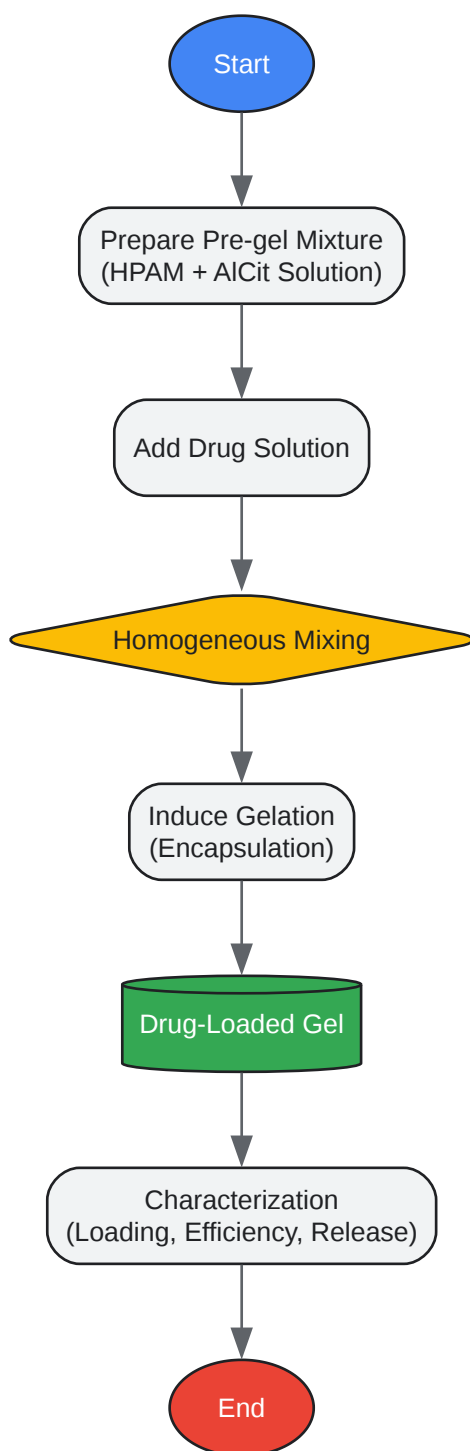 Start
Prepare Pre-gel Mixture
(HPAM + AlCit Solution)
Add Drug Solution
Homogeneous Mixing
Induce Gelation
(Encapsulation)
Drug-Loaded Gel
Characterization
(Loading, Efficiency, Release)
End